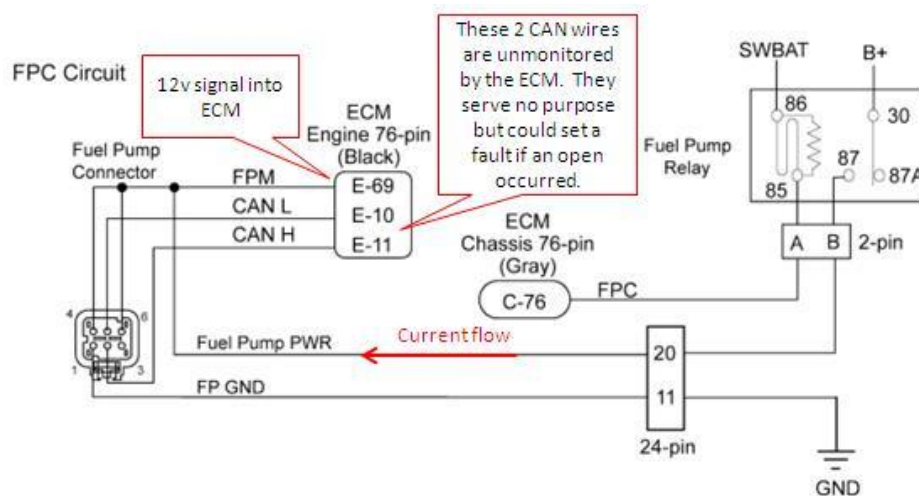 FPC Circuit
12v signal into
ECM
These 2 CAN wires
are unmonitored
by the ECM. They
serve no purpose
but could set a
fault if an open
occurred.
SWBAT
B+
86
30
Fuel Pump
Relay
87
87A
85
A
B
2-pin
ECM
Engine 76-pin
(Black)
Fuel Pump
Connector
FPM
E-69
CAN L
E-10
CAN H
E-11
ECM
Chassis 76-pin
(Gray)
C-76
FPC
4
6
1
3
Fuel Pump PWR
Current flow
20
FP GND
11
24-pin
GND